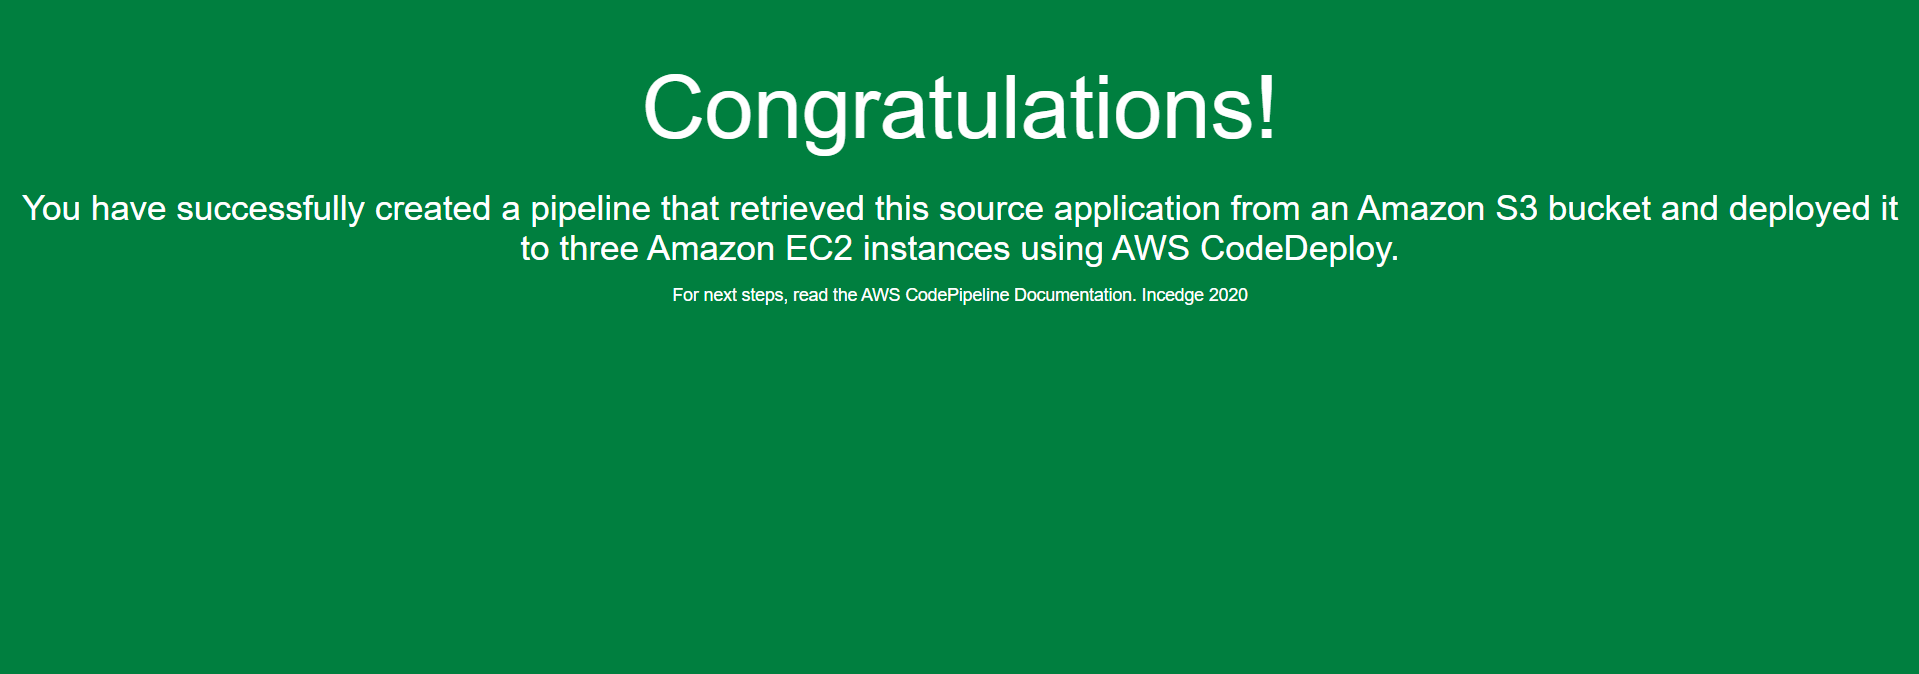 Congratulations!
You have successfully created a pipeline that retrieved this source application from an Amazon S3 bucket and deployed it
to three Amazon EC2 instances using AWS CodeDeploy.
For next steps, read the AWS CodePipeline Documentation. Incedge 2020